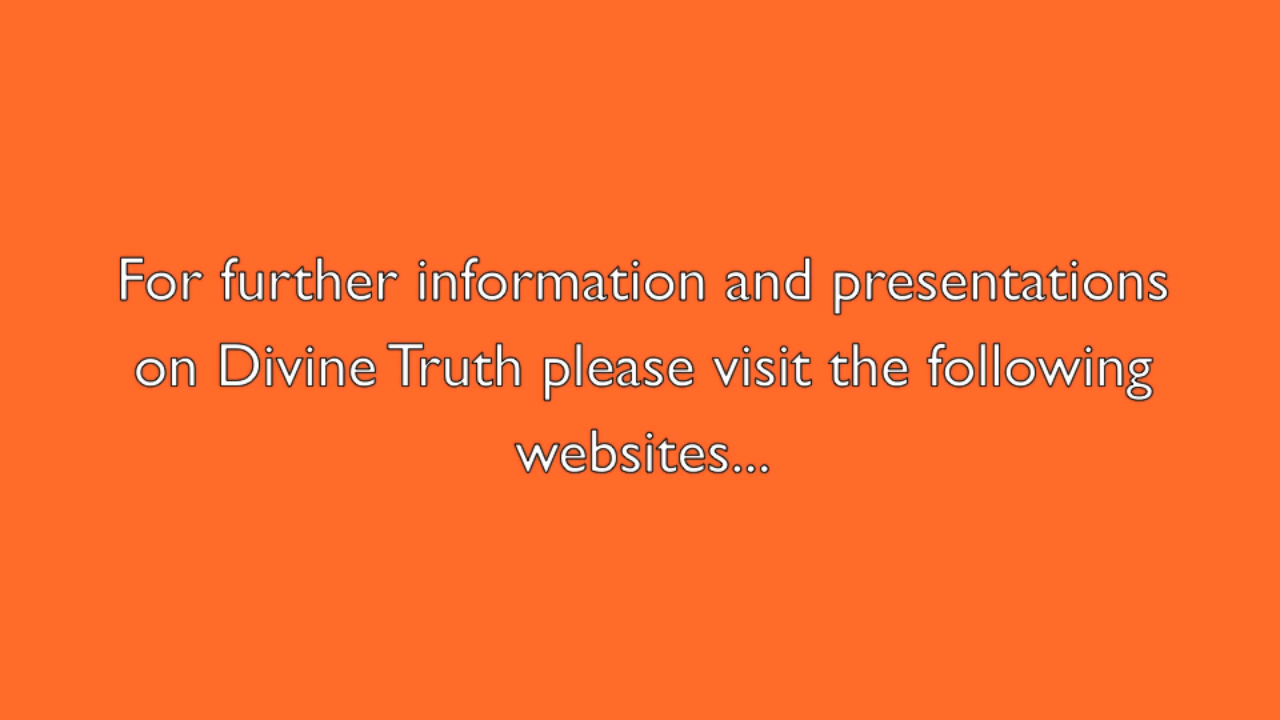 For further information and presentations
on Divine Truth please visit the following
websites...